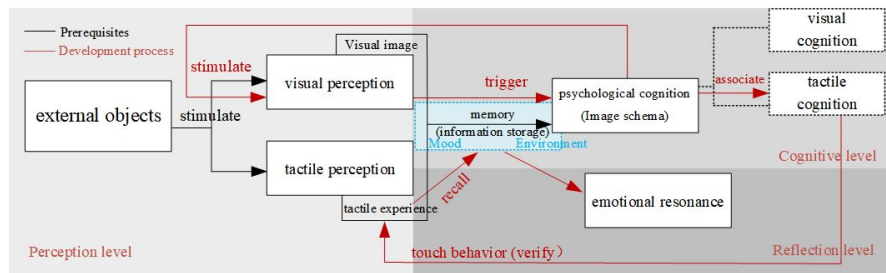 Prerequisites
Development process
Visual image
visual perception
stimulate
stimulate
external objects
tactile perception
tactile experience
trigger
memory
(information storage)
Mood
Environment
recall
psychological cognition
(Image schema)
associate
visual
cognition
tactile
cognition
Cognitive level
emotional resonance
touch behavior (verify）
Perception level
Reflection level